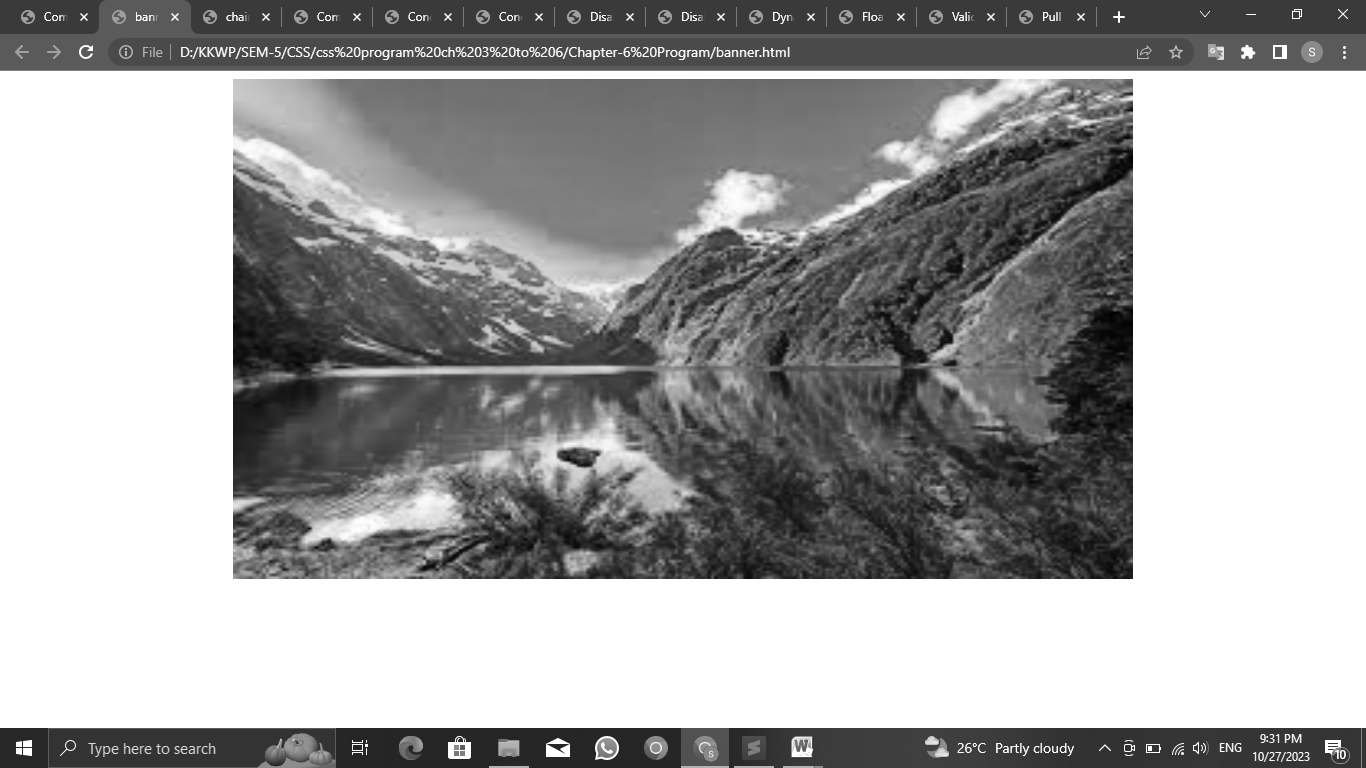 Com banr chai Com Con Con Disa Disa Dyn Floa Valic Pull
File D:/KKWP/SEM-5/CSS/css%20program%20ch%203%20to%206/Chapter-6%20Program/banner.html S
Type here to search
26°C Partly cloudy
ENG
9:31 PM
10/27/2023
10